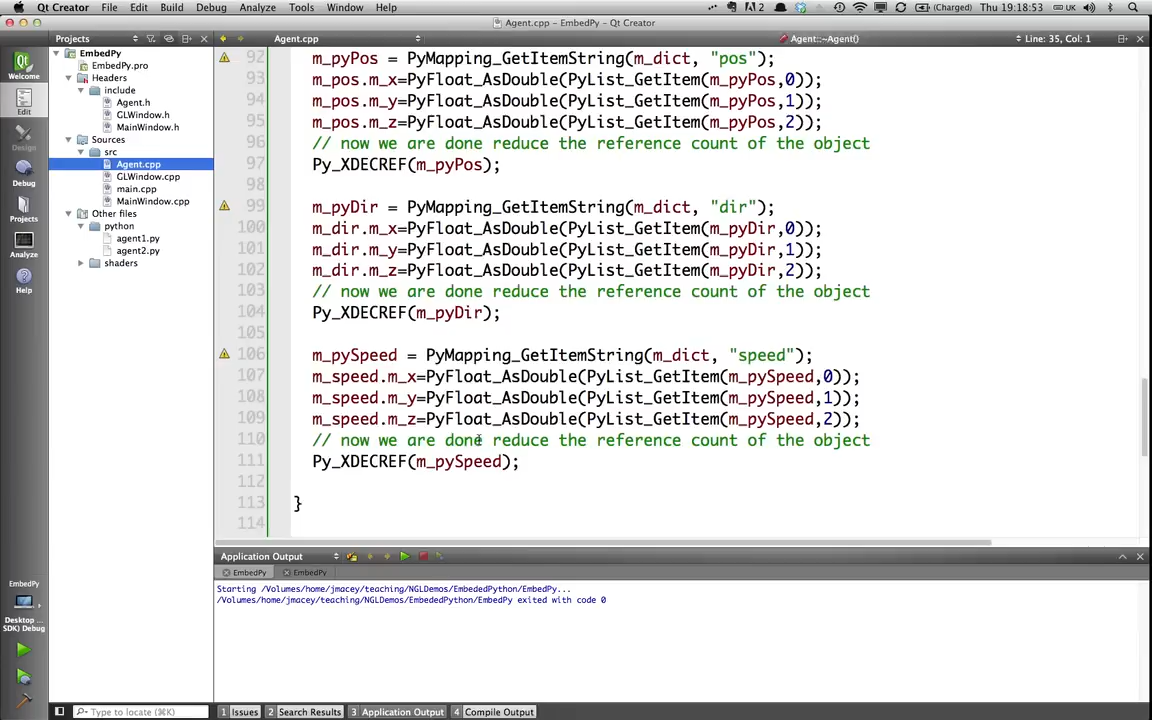 Qt Creator File Edit Build Debug Analyze Tools Window Help (Charged) UK Thu 19:18:53
Agent.cpp – EmbedPy – Qt Creator
Projects Agent.cpp Agent::~Agent() Line: 35, Col: 1
Welcome
Edit
Design
Debug
Projects
Analyze
Help
EmbedPy
Desktop ...
SDK) Debug
EmbedPy
EmbedPy.pro
Headers
include
Agent.h
GLWindow.h
MainWindow.h
Sources
src
Agent.cpp
GLWindow.cpp
main.cpp
MainWindow.cpp
Other files
python
agent1.py
agent2.py
shaders
92 m_pyPos = PyMapping_GetItemString(m_dict, "pos");
93 m_pos.m_x=PyFloat_AsDouble(PyList_GetItem(m_pyPos,0));
94 m_pos.m_y=PyFloat_AsDouble(PyList_GetItem(m_pyPos,1));
95 m_pos.m_z=PyFloat_AsDouble(PyList_GetItem(m_pyPos,2));
96 // now we are done reduce the reference count of the object
97 Py_XDECREF(m_pyPos);
98
99 m_pyDir = PyMapping_GetItemString(m_dict, "dir");
100 m_dir.m_x=PyFloat_AsDouble(PyList_GetItem(m_pyDir,0));
101 m_dir.m_y=PyFloat_AsDouble(PyList_GetItem(m_pyDir,1));
102 m_dir.m_z=PyFloat_AsDouble(PyList_GetItem(m_pyDir,2));
103 // now we are done reduce the reference count of the object
104 Py_XDECREF(m_pyDir);
105
106 m_pySpeed = PyMapping_GetItemString(m_dict, "speed");
107 m_speed.m_x=PyFloat_AsDouble(PyList_GetItem(m_pySpeed,0));
108 m_speed.m_y=PyFloat_AsDouble(PyList_GetItem(m_pySpeed,1));
109 m_speed.m_z=PyFloat_AsDouble(PyList_GetItem(m_pySpeed,2));
110 // now we are done reduce the reference count of the object
111 Py_XDECREF(m_pySpeed);
112
113 }
114
Application Output
EmbedPy EmbedPy
Starting /Volumes/home/jmacey/teaching/NGLDemos/EmbededPython/EmbedPy...
/Volumes/home/jmacey/teaching/NGLDemos/EmbededPython/EmbedPy exited with code 0
Type to locate (⌘K) 1 Issues 2 Search Results 3 Application Output 4 Compile Output